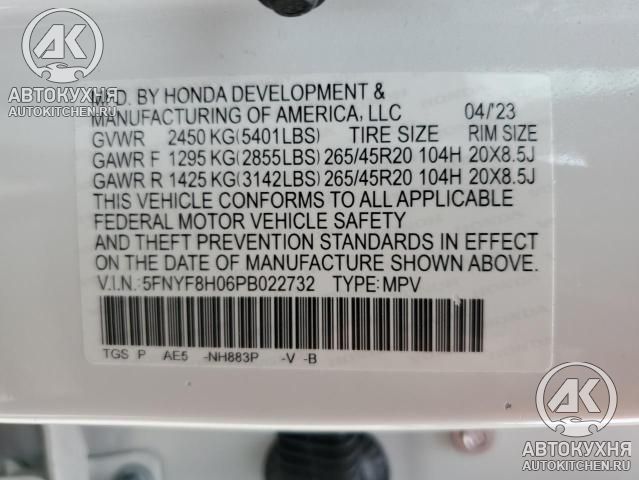 AK
АВТОКУХНЯ
AUTOKITCHEN.RU
MFD. BY HONDA DEVELOPMENT &
MANUFACTURING OF AMERICA, LLC 04/'23
GVWR 2450 KG(5401LBS) TIRE SIZE RIM SIZE
GAWR F 1295 KG(2855LBS) 265/45R20 104H 20X8.5J
GAWR R 1425 KG(3142LBS) 265/45R20 104H 20X8.5J
THIS VEHICLE CONFORMS TO ALL APPLICABLE
FEDERAL MOTOR VEHICLE SAFETY
AND THEFT PREVENTION STANDARDS IN EFFECT
ON THE DATE OF MANUFACTURE SHOWN ABOVE.
V.I.N.:5FNYF8H06PB022732 TYPE:MPV
TGS P AE5 -NH883P -V -B
AK
АВТОКУХНЯ
AUTOKITCHEN.RU